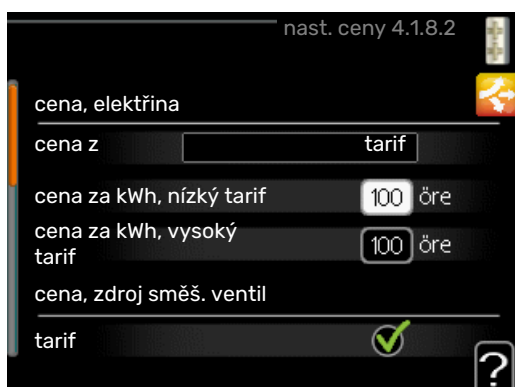 nast. ceny 4.1.8.2
cena, elektřina
cena z tarif
cena za kWh, nízký tarif 100 öre
cena za kWh, vysoký
tarif 100 öre
cena, zdroj směš. ventil
tarif
?